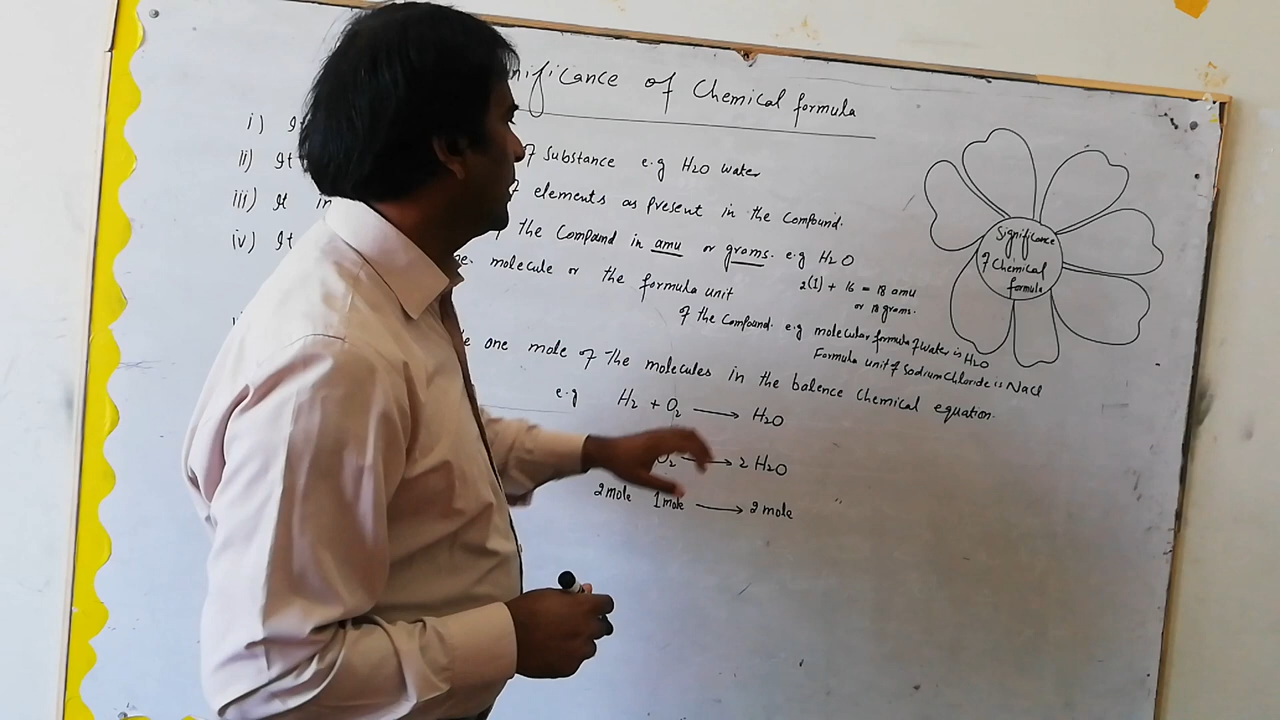 nificance of Chemical formula
i) I
ii) It of Substance e.g H2O water
iii) It in of elements as present in the compound.
iv) It the compound in amu or grams. e.g H2O
2(1) + 16 = 18 amu
or 18 grams.
molecule or the formula unit
of the compound. e.g molecular formula of water is H2O
Formula unit of Sodium Chloride is NaCl
one mole of the molecules in the balence chemical equation.
e.g H2 + O2 → H2O
O2 → 2 H2O
2 mole 1 mole → 2 mole
Significance
of Chemical
formula